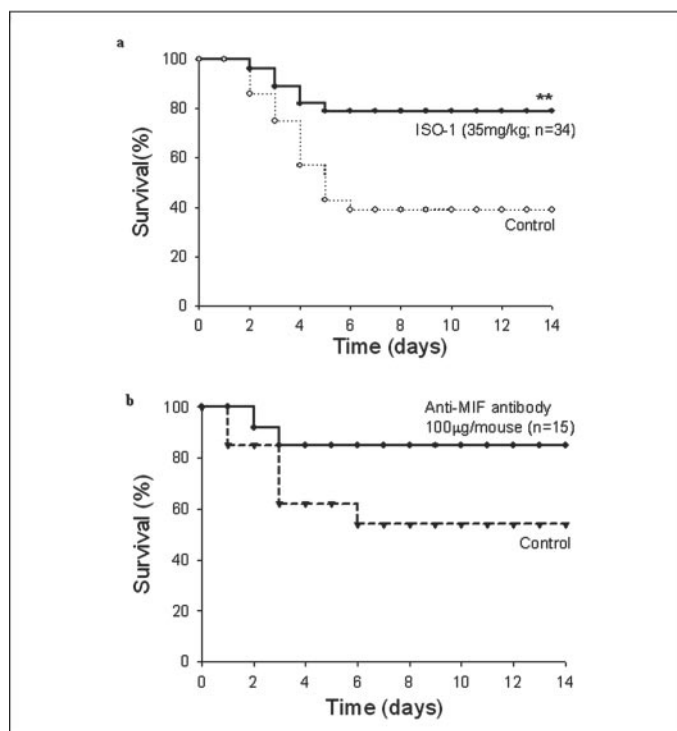 a
100
80
60
40
20
0
Survival(%)
**
ISO-1 (35mg/kg; n=34)
Control
0 2 4 6 8 10 12 14
Time (days)
b
100
80
60
40
20
0
Survival (%)
Anti-MIF antibody
100µg/mouse (n=15)
Control
0 2 4 6 8 10 12 14
Time (days)